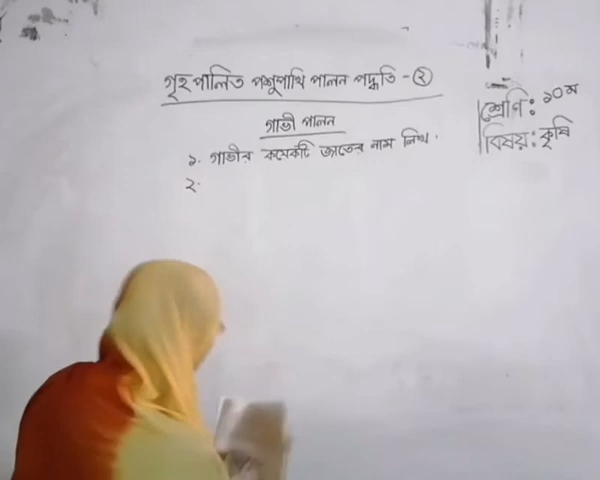 গৃহপালিত পশুপাখি পালন পদ্ধতি - ২
শ্রেণি: ১০ম
বিষয়: কৃষি
গাভী পালন
১. গাভীর কয়েকটি জাতের নাম লিখ.
২.